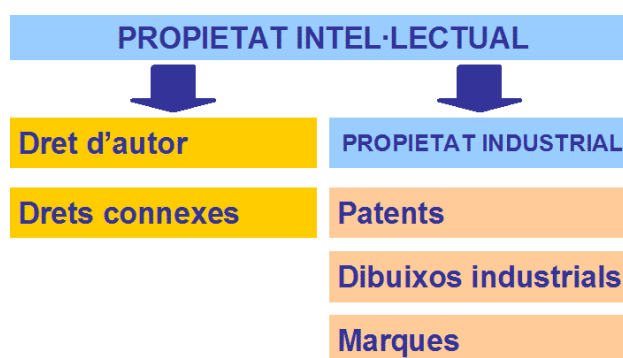 PROPIETAT INTEL·LECTUAL
Dret d'autor
PROPIETAT INDUSTRIAL
Drets connexes
Patents
Dibuixos industrials
Marques